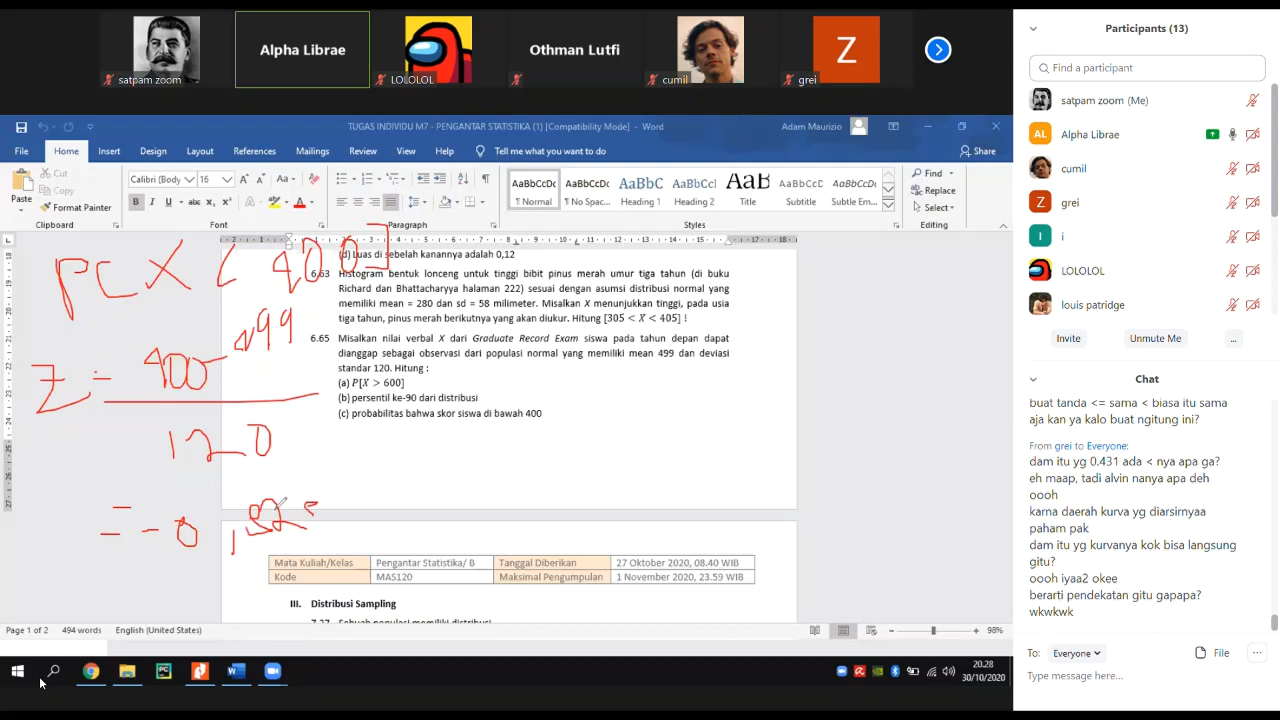 satpam zoom
Alpha Librae
LOLOLOL
Othman Lutfi
cumil
Z
grei
TUGAS INDIVIDU M7 - PENGANTAR STATISTIKA (1) [Compatibility Mode] - Word
Adam Maurizio
File Home Insert Design Layout References Mailings Review View Help Tell me what you want to do Share
Paste
Cut
Copy
Format Painter
Clipboard
Calibri (Body) 16
Font
Paragraph
AaBbCcDc AaBbCcDc AaBbC AaBbCcC AaB AaBbCcD AaBbCcDc
¶ Normal ¶ No Spac... Heading 1 Heading 2 Title Subtitle Subtle Em...
Styles
Find
Replace
Select
Editing
P[X < 400]
Z = 400 - 499
120
= - 0,825
(d) Luas di sebelah kanannya adalah 0,12
6.63 Histogram bentuk lonceng untuk tinggi bibit pinus merah umur tiga tahun (di buku
Richard dan Bhattacharyya halaman 222) sesuai dengan asumsi distribusi normal yang
memiliki mean = 280 dan sd = 58 milimeter. Misalkan X menunjukkan tinggi, pada usia
tiga tahun, pinus merah berikutnya yang akan diukur. Hitung [305 < X < 405] !
6.65 Misalkan nilai verbal X dari Graduate Record Exam siswa pada tahun depan dapat
dianggap sebagai observasi dari populasi normal yang memiliki mean 499 dan deviasi
standar 120. Hitung :
(a) P[X > 600]
(b) persentil ke-90 dari distribusi
(c) probabilitas bahwa skor siswa di bawah 400
Mata Kuliah/Kelas Pengantar Statistika/ B Tanggal Diberikan 27 Oktober 2020, 08.40 WIB
Kode MAS120 Maksimal Pengumpulan 1 November 2020, 23.59 WIB
III. Distribusi Sampling
Page 1 of 2 494 words English (United States) 98%
20.28
30/10/2020
Participants (13)
Find a participant
satpam zoom (Me)
AL Alpha Librae
cumil
Z grei
I i
LOLOLOL
louis patridge
Invite Unmute Me ...
Chat
buat tanda <= sama < biasa itu sama
aja kan ya kalo buat ngitung ini?
From grei to Everyone:
dam itu yg 0.431 ada < nya apa ga?
eh maap, tadi alvin nanya apa deh
oooh
karna daerah kurva yg diarsirnyaa
paham pak
dam itu yg kurvanya kok bisa langsung
gitu?
oooh iyaa2 okee
berarti pendekatan gitu gapapa?
wkwkwk
To: Everyone File
Type message here...